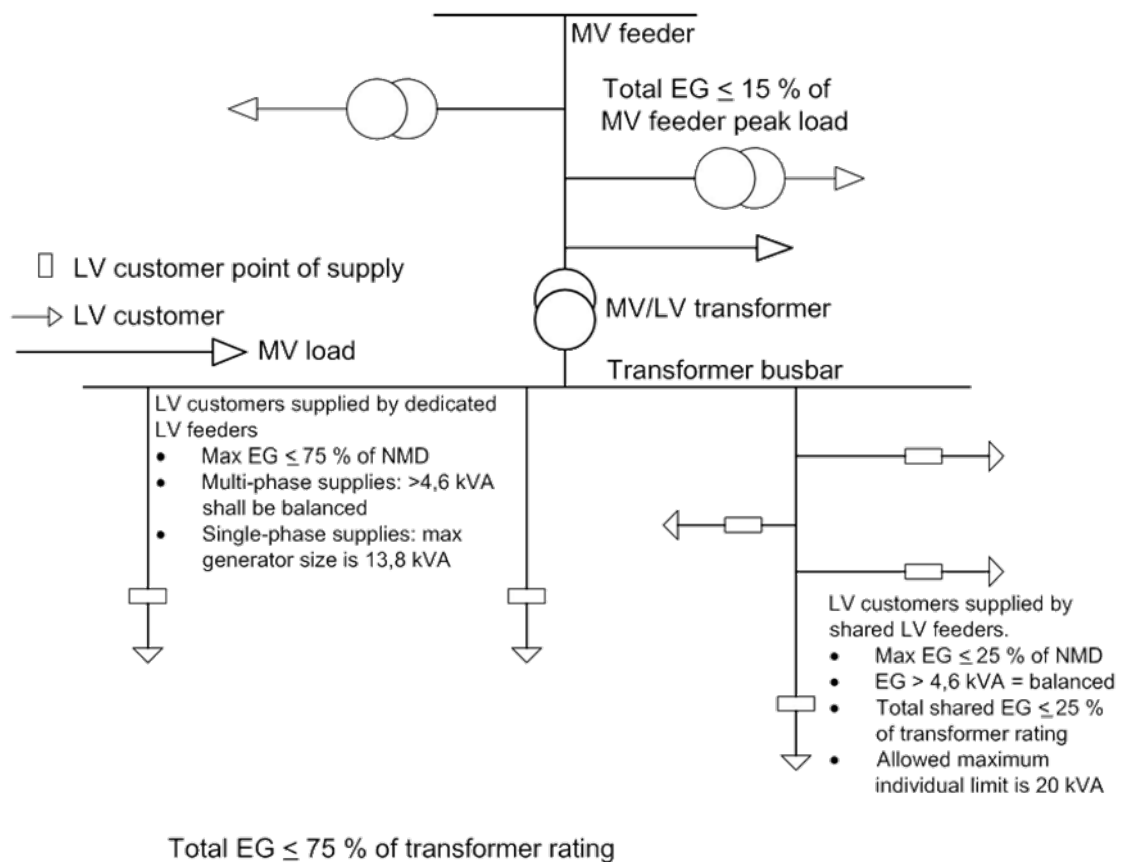 MV feeder
Total EG ≤ 15 % of
MV feeder peak load
LV customer point of supply
LV customer
MV load
MV/LV transformer
Transformer busbar
LV customers supplied by dedicated
LV feeders
• Max EG ≤ 75 % of NMD
• Multi-phase supplies: >4,6 kVA
shall be balanced
• Single-phase supplies: max
generator size is 13,8 kVA
LV customers supplied by
shared LV feeders.
• Max EG ≤ 25 % of NMD
• EG > 4,6 kVA = balanced
• Total shared EG ≤ 25 %
of transformer rating
• Allowed maximum
individual limit is 20 kVA
Total EG ≤ 75 % of transformer rating